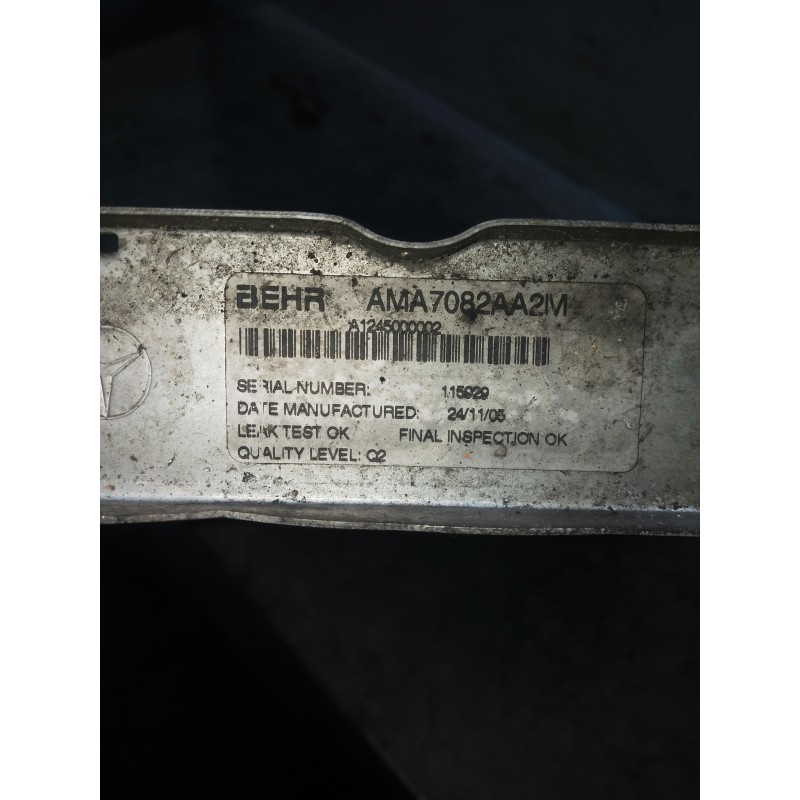 BEHR AMA7082AA2M
A1245000002
SERIAL NUMBER: 115929
DATE MANUFACTURED: 24/11/05
LEAK TEST OK FINAL INSPECTION OK
QUALITY LEVEL: Q2